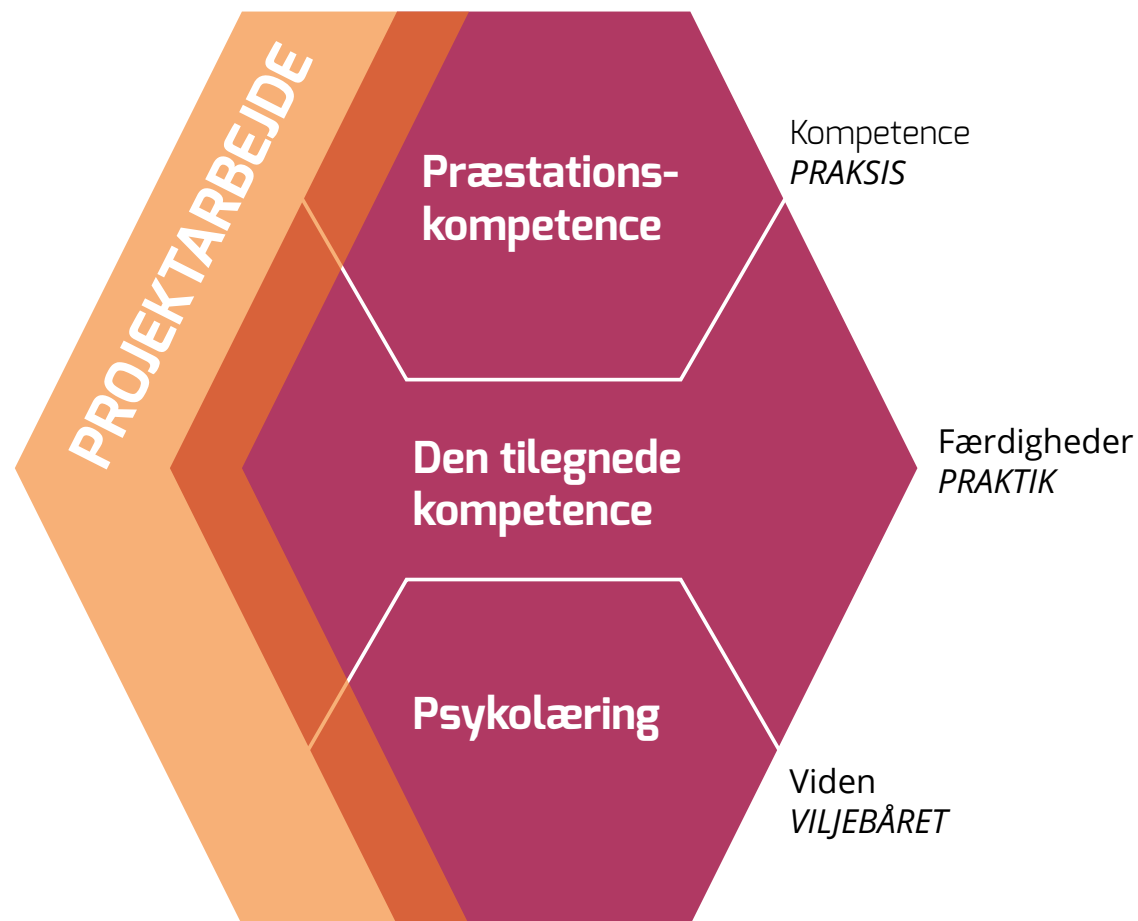 PROJEKTARBEJDE
Præstations-
kompetence
Kompetence
PRAKSIS
Den tilegnede
kompetence
Færdigheder
PRAKTIK
Psykolæring
Viden
VILJEBÅRET